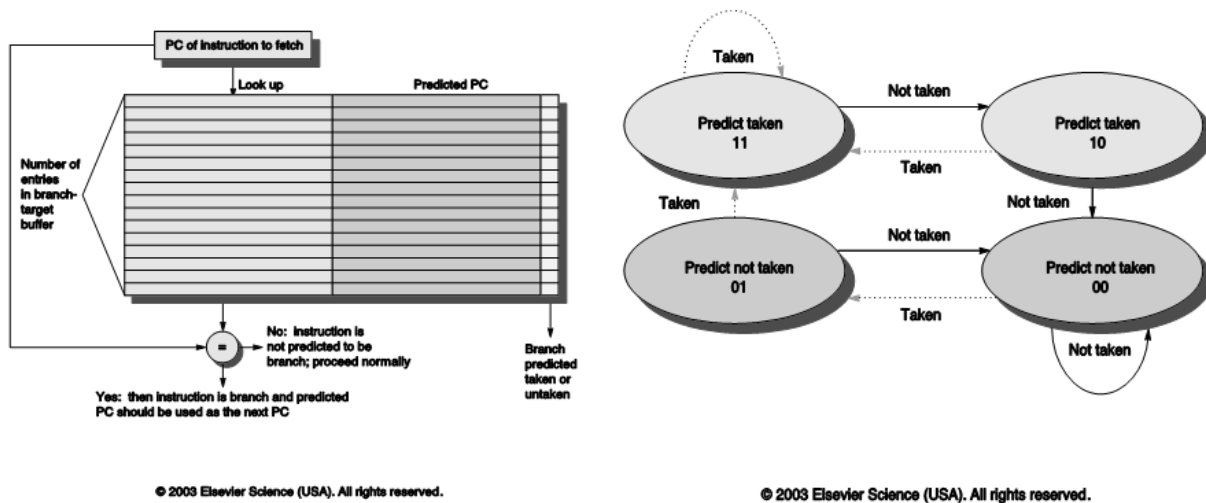 PC of instruction to fetch
Look up
Predicted PC
Number of
entries
in branch-
target
buffer
=
No: instruction is
not predicted to be
branch; proceed normally
Branch
predicted
taken or
untaken
Yes: then instruction is branch and predicted
PC should be used as the next PC
© 2003 Elsevier Science (USA). All rights reserved.
Taken
Predict taken
11
Not taken
Predict taken
10
Taken
Taken
Not taken
Predict not taken
01
Not taken
Predict not taken
00
Taken
Not taken
© 2003 Elsevier Science (USA). All rights reserved.